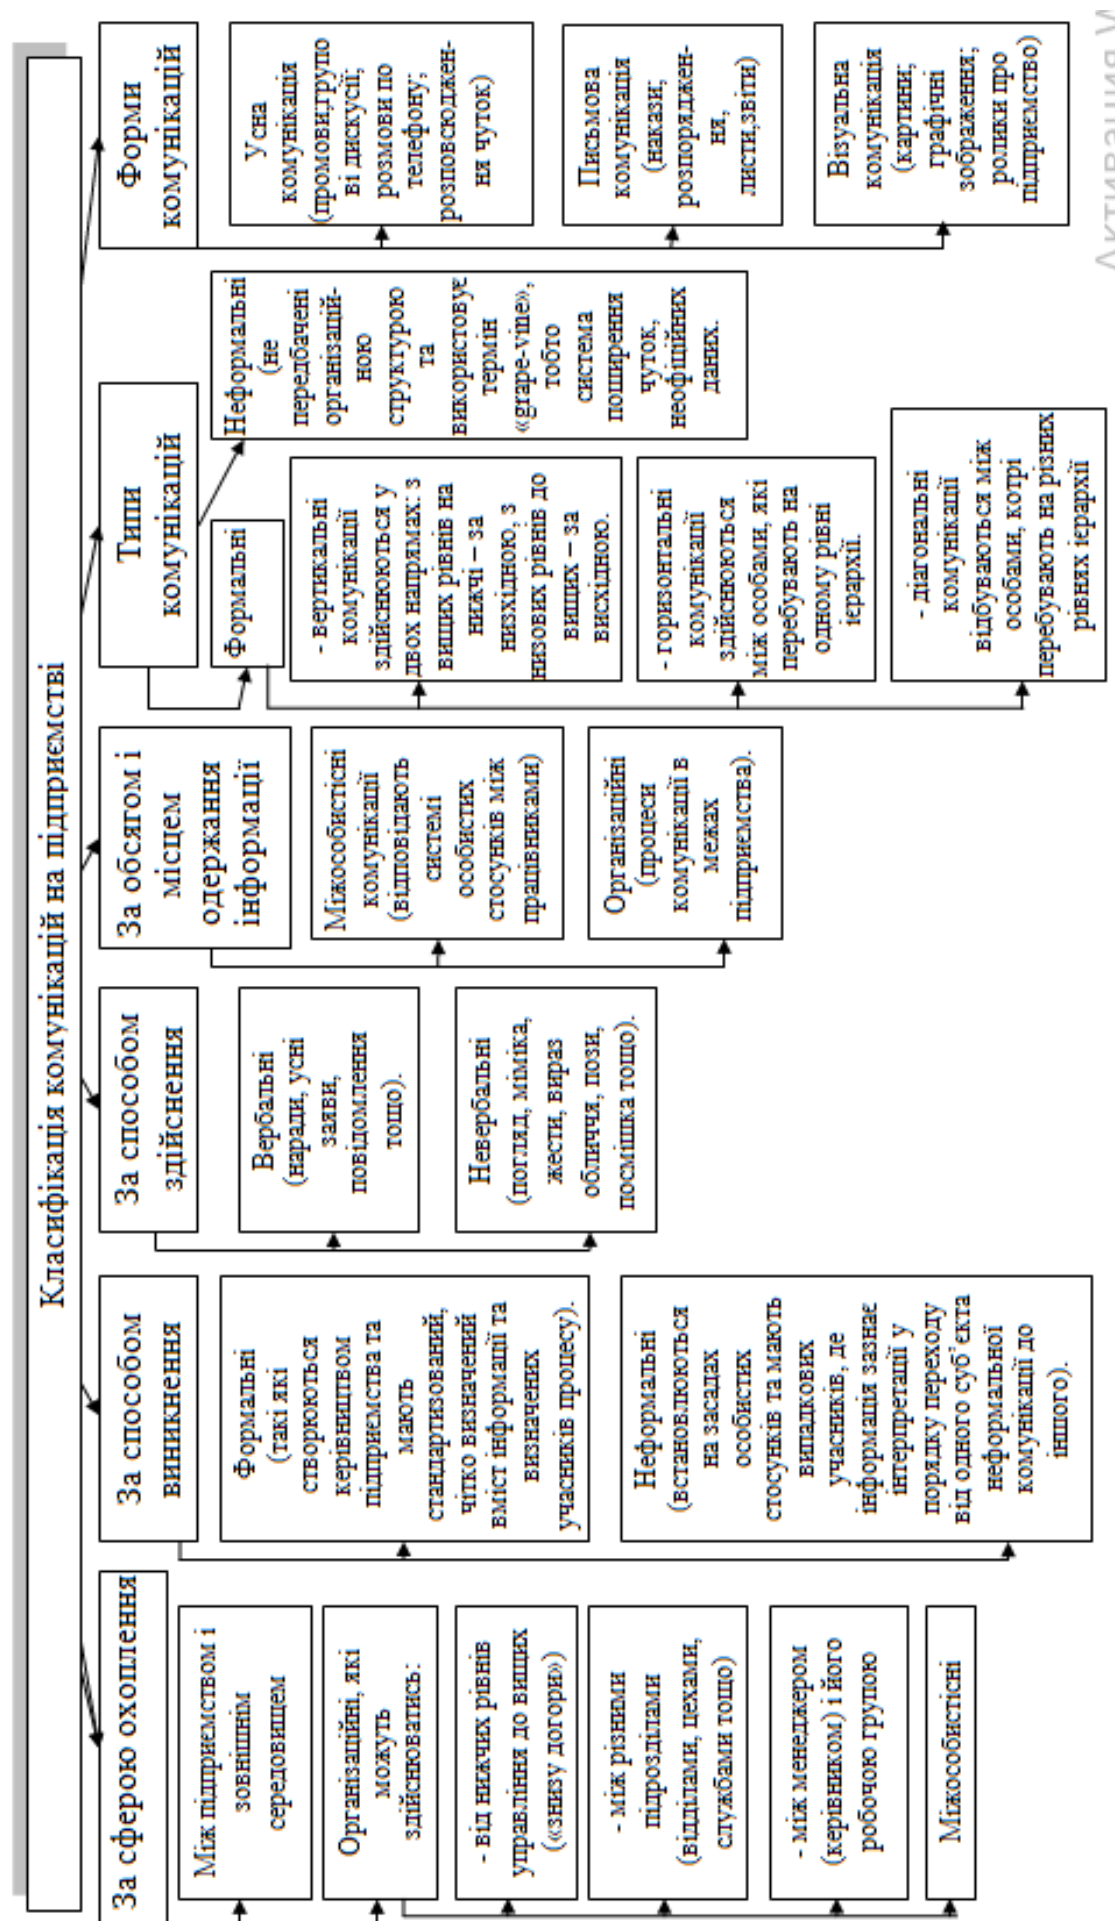 Класифікація комунікацій на підприємстві
За сферою охоплення
Між підприємством і
зовнішнім
середовищем
Організаційні, які
можуть
здійснюватись:
- від нижчих рівнів
управління до вищих
(«знизу догори»)
- між різними
підрозділами
(відділами, цехами,
службами тощо)
- між менеджером
(керівником) і його
робочою групою
Міжособистісні
За способом
виникнення
Формальні
(такі які
створюються
керівництвом
підприємства та
мають
стандартизований,
чітко визначений
вміст інформації та
визначених
учасників процесу).
Неформальні
(встановлюються
на засадах
особистих
стосунків та мають
випадкових
учасників, де
інформація зазнає
інтерпретації у
порядку переходу
від одного суб'єкта
неформальної
комунікації до
іншого).
За способом
здійснення
Вербальні
(наради, усні
заяви,
повідомлення
тощо).
Невербальні
(погляд, міміка,
жести, вираз
обличчя, пози,
посмішка тощо).
За обсягом і
місцем
одержання
інформації
Міжособистісні
комунікації
(відповідають
системі
особистих
стосунків між
працівниками)
Організаційні
(процеси
комунікації в
межах
підприємства).
Типи
комунікацій
Формальні
- вертикальні
комунікації
здійснюються у
двох напрямах: з
вищих рівнів на
нижчі – за
низхідною, з
низових рівнів до
вищих – за
висхідною.
- горизонтальні
комунікації
здійснюються
між особами, які
перебувають на
одному рівні
ієрархії.
- діагональні
комунікації
відбуваються між
особами, котрі
перебувають на різних
рівнях ієрархії
Неформальні
(не
передбачені
організацій-
ною
структурою
та
використовує
термін
«grape-vine»,
тобто
система
поширення
чуток,
неофіційних
даних.
Форми
комунікацій
Усна
комунікація
(промови,групо
ві дискусії;
розмови по
телефону;
розповсюджен-
ня чуток)
Письмова
комунікація
(накази,
розпоряджен-
ня,
листи,звіти)
Візуальна
комунікація
(картини;
графічні
зображення;
ролики про
підприємство)